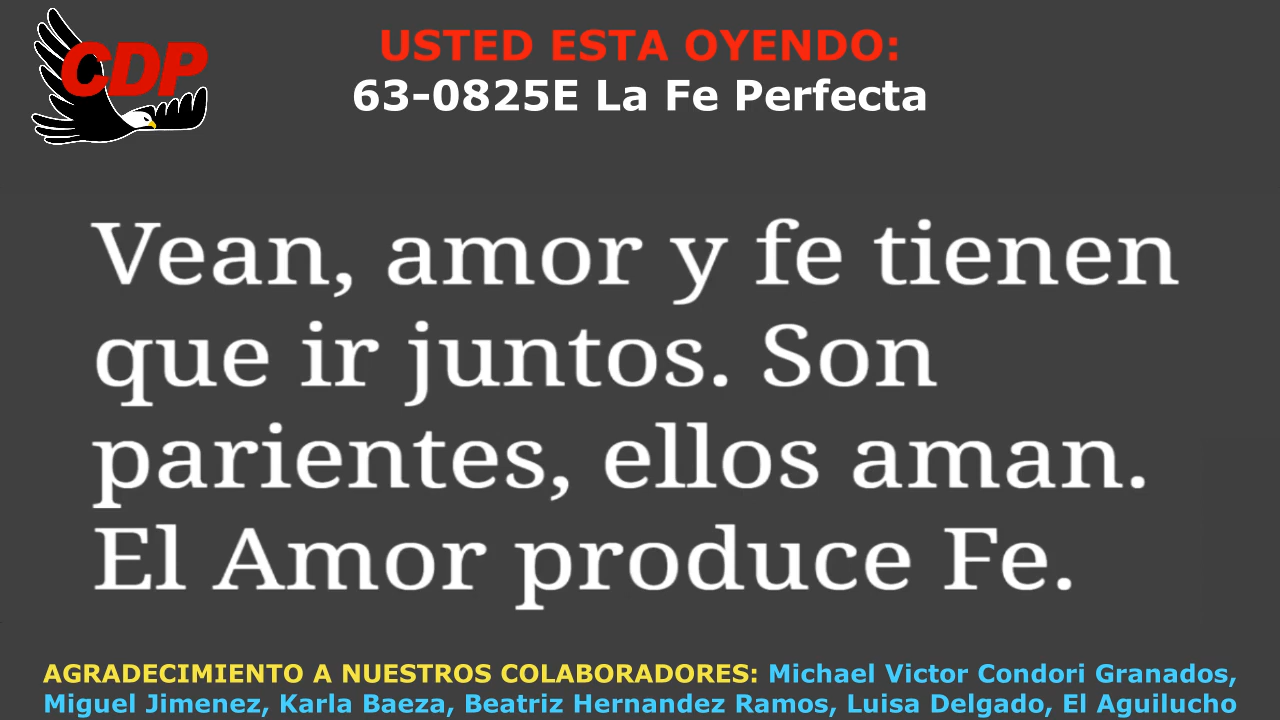 CDP
USTED ESTA OYENDO:
63-0825E La Fe Perfecta
Vean, amor y fe tienen
que ir juntos. Son
parientes, ellos aman.
El Amor produce Fe.
AGRADECIMIENTO A NUESTROS COLABORADORES: Michael Victor Condori Granados,
Miguel Jimenez, Karla Baeza, Beatriz Hernandez Ramos, Luisa Delgado, El Aguilucho